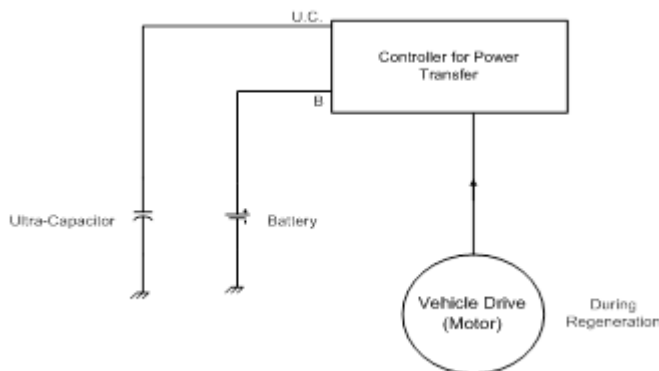 U.C.
Controller for Power
Transfer
B
Ultra-Capacitor
Battery
Vehicle Drive
(Motor)
During
Regeneration